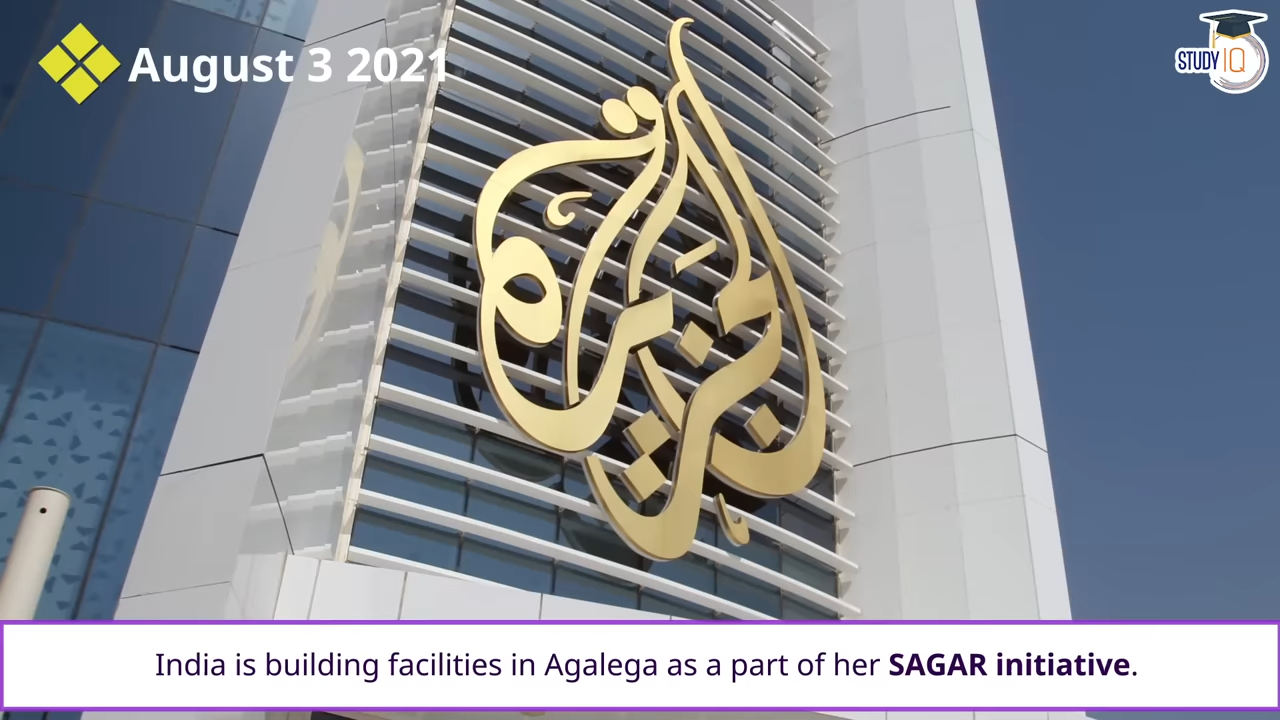 August 3 2021
STUDY IQ
الجزيرة
India is building facilities in Agalega as a part of her SAGAR initiative.